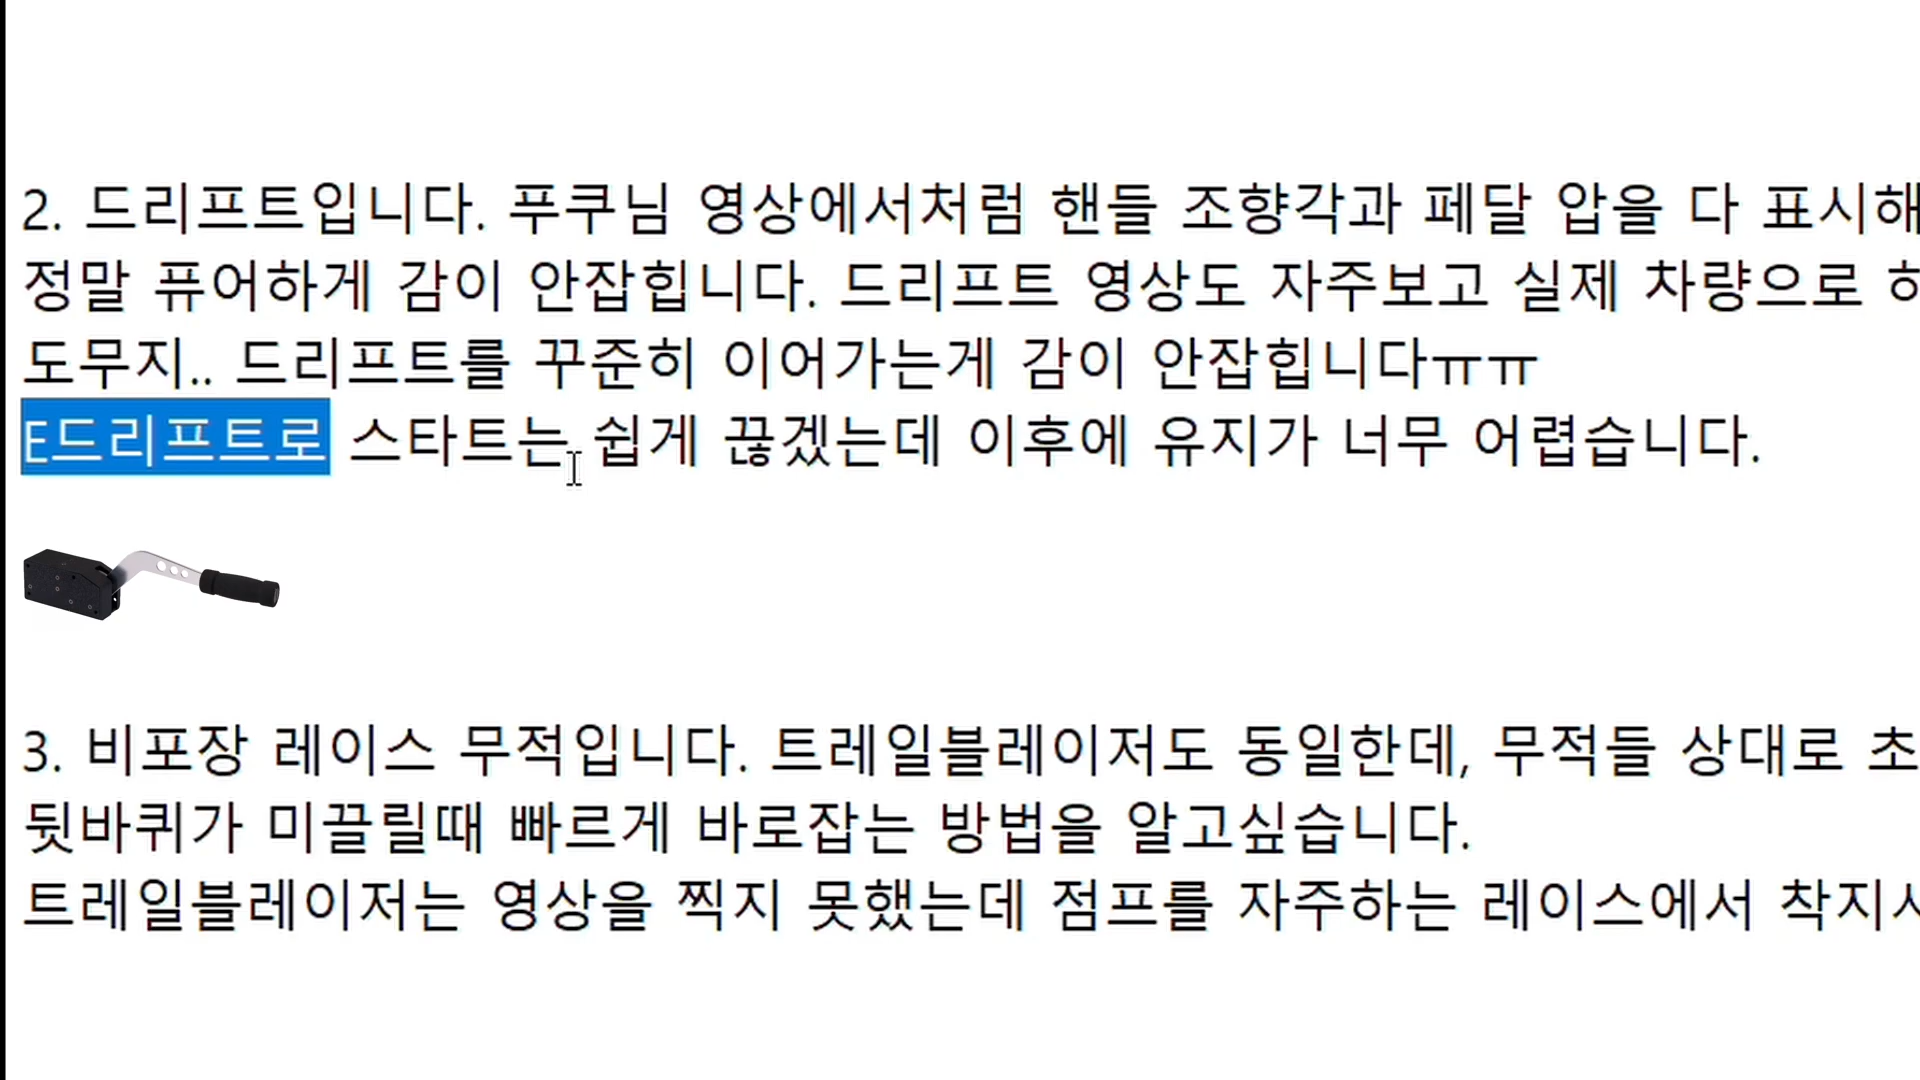 2. 드리프트입니다. 푸쿠님 영상에서처럼 핸들 조향각과 페달 압을 다 표시해
정말 퓨어하게 감이 안잡힙니다. 드리프트 영상도 자주보고 실제 차량으로
도무지.. 드리프트를 꾸준히 이어가는게 감이 안잡힙니다ㅠㅠ
E드리프트로 스타트는 쉽게 끊겠는데 이후에 유지가 너무 어렵습니다.
3. 비포장 레이스 무적입니다. 트레일블레이저도 동일한데, 무적들 상대로 초
뒷바퀴가 미끌릴때 빠르게 바로잡는 방법을 알고싶습니다.
트레일블레이저는 영상을 찍지 못했는데 점프를 자주하는 레이스에서 착지